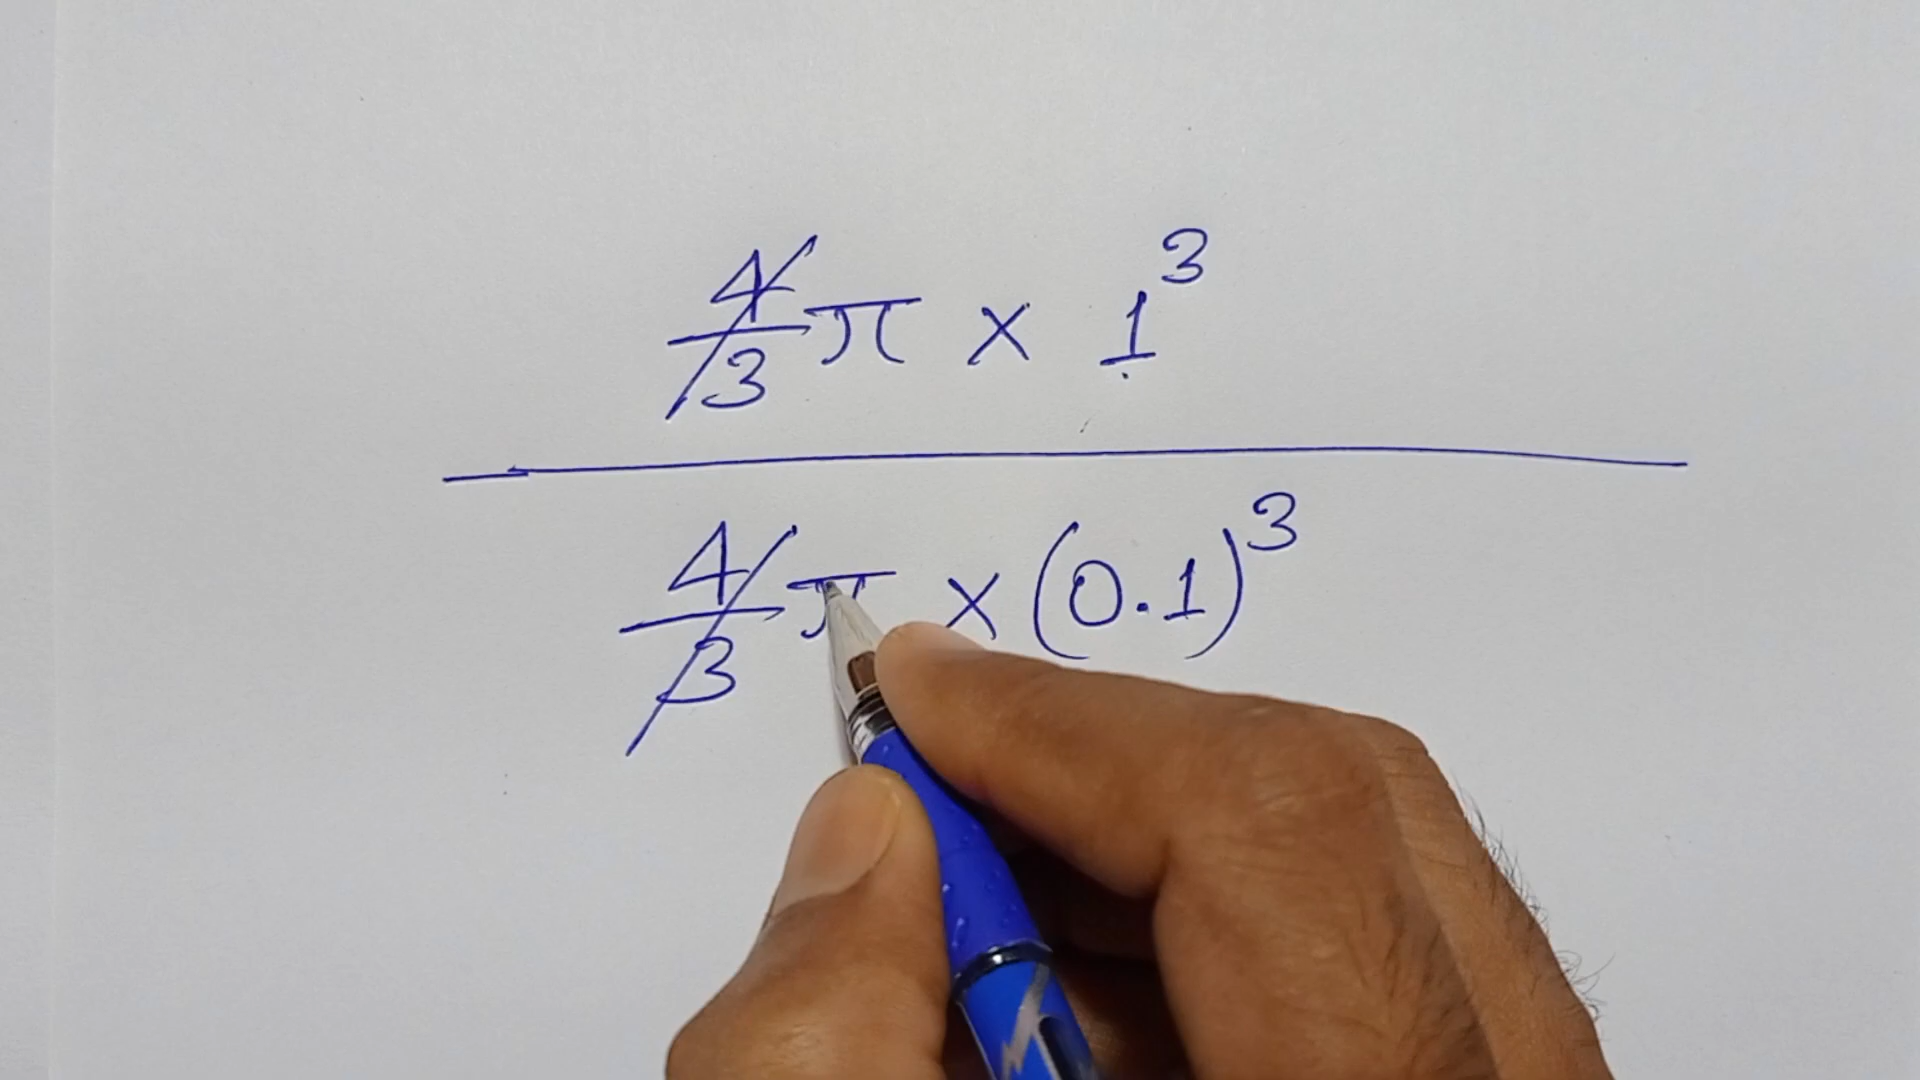 4/3 π × 1³
4/3 π × (0.1)³